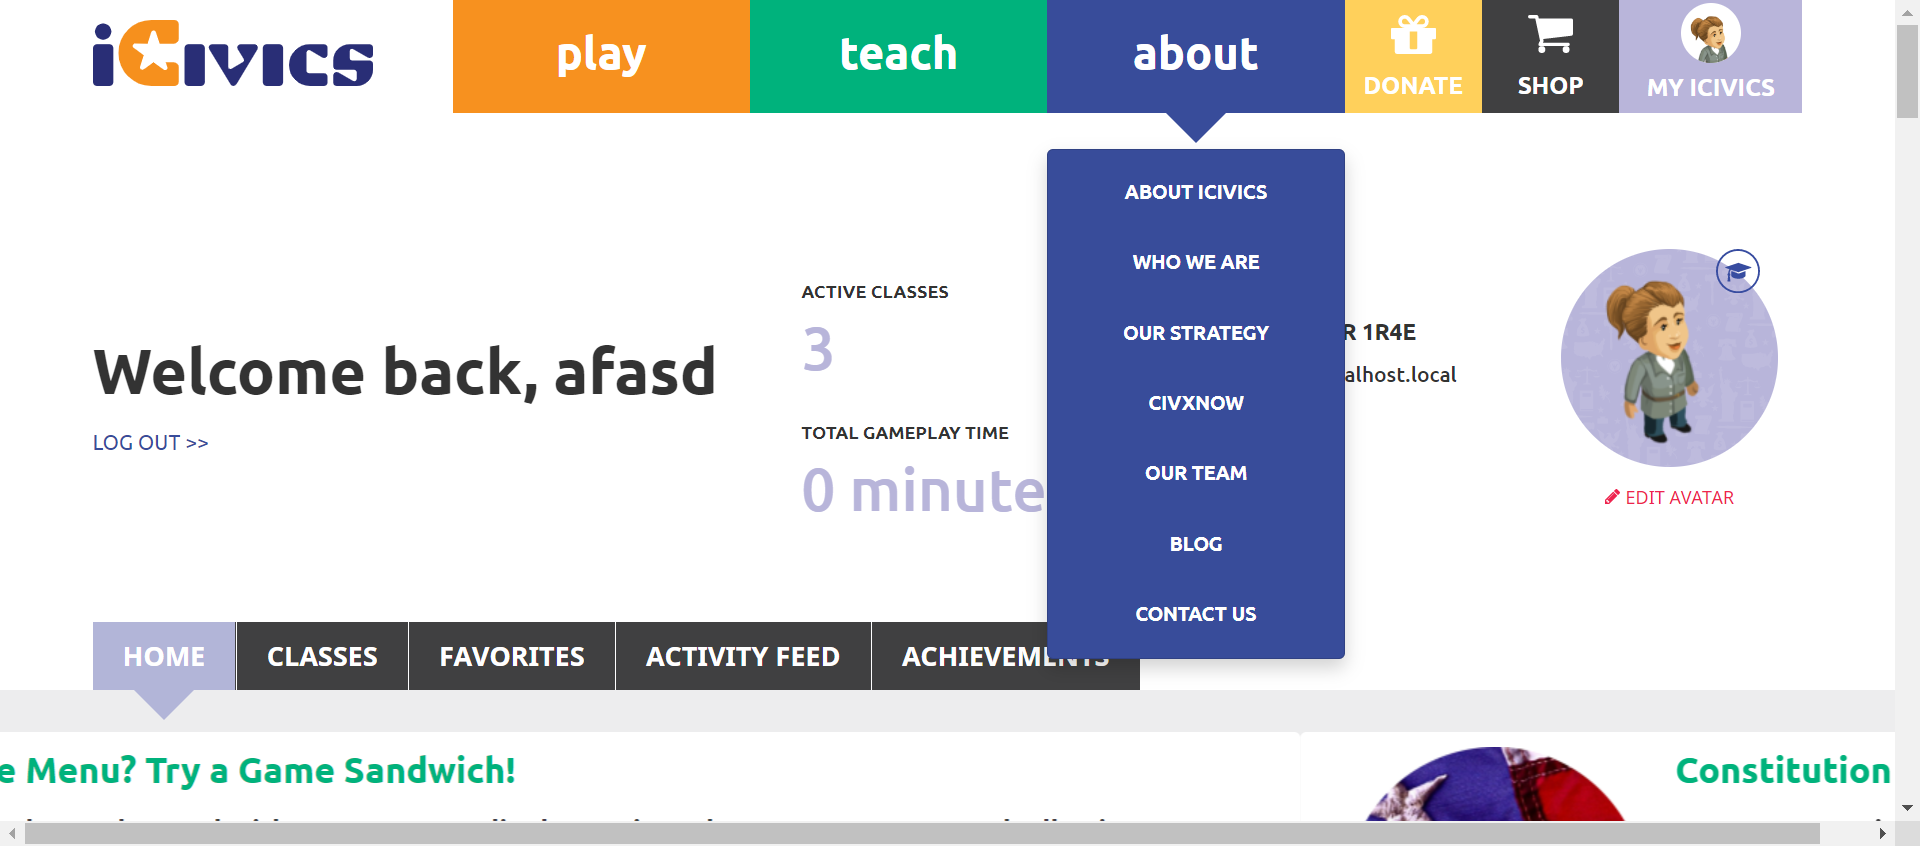 iCivics
play
teach
about
DONATE
SHOP
MY ICIVICS
ABOUT ICIVICS
WHO WE ARE
OUR STRATEGY
CIVXNOW
OUR TEAM
BLOG
CONTACT US
Welcome back, afasd
LOG OUT >>
ACTIVE CLASSES
3
TOTAL GAMEPLAY TIME
0 minute
R 1R4E
alhost.local
EDIT AVATAR
HOME
CLASSES
FAVORITES
ACTIVITY FEED
ACHIEVEMENTS
e Menu? Try a Game Sandwich!
Constitution